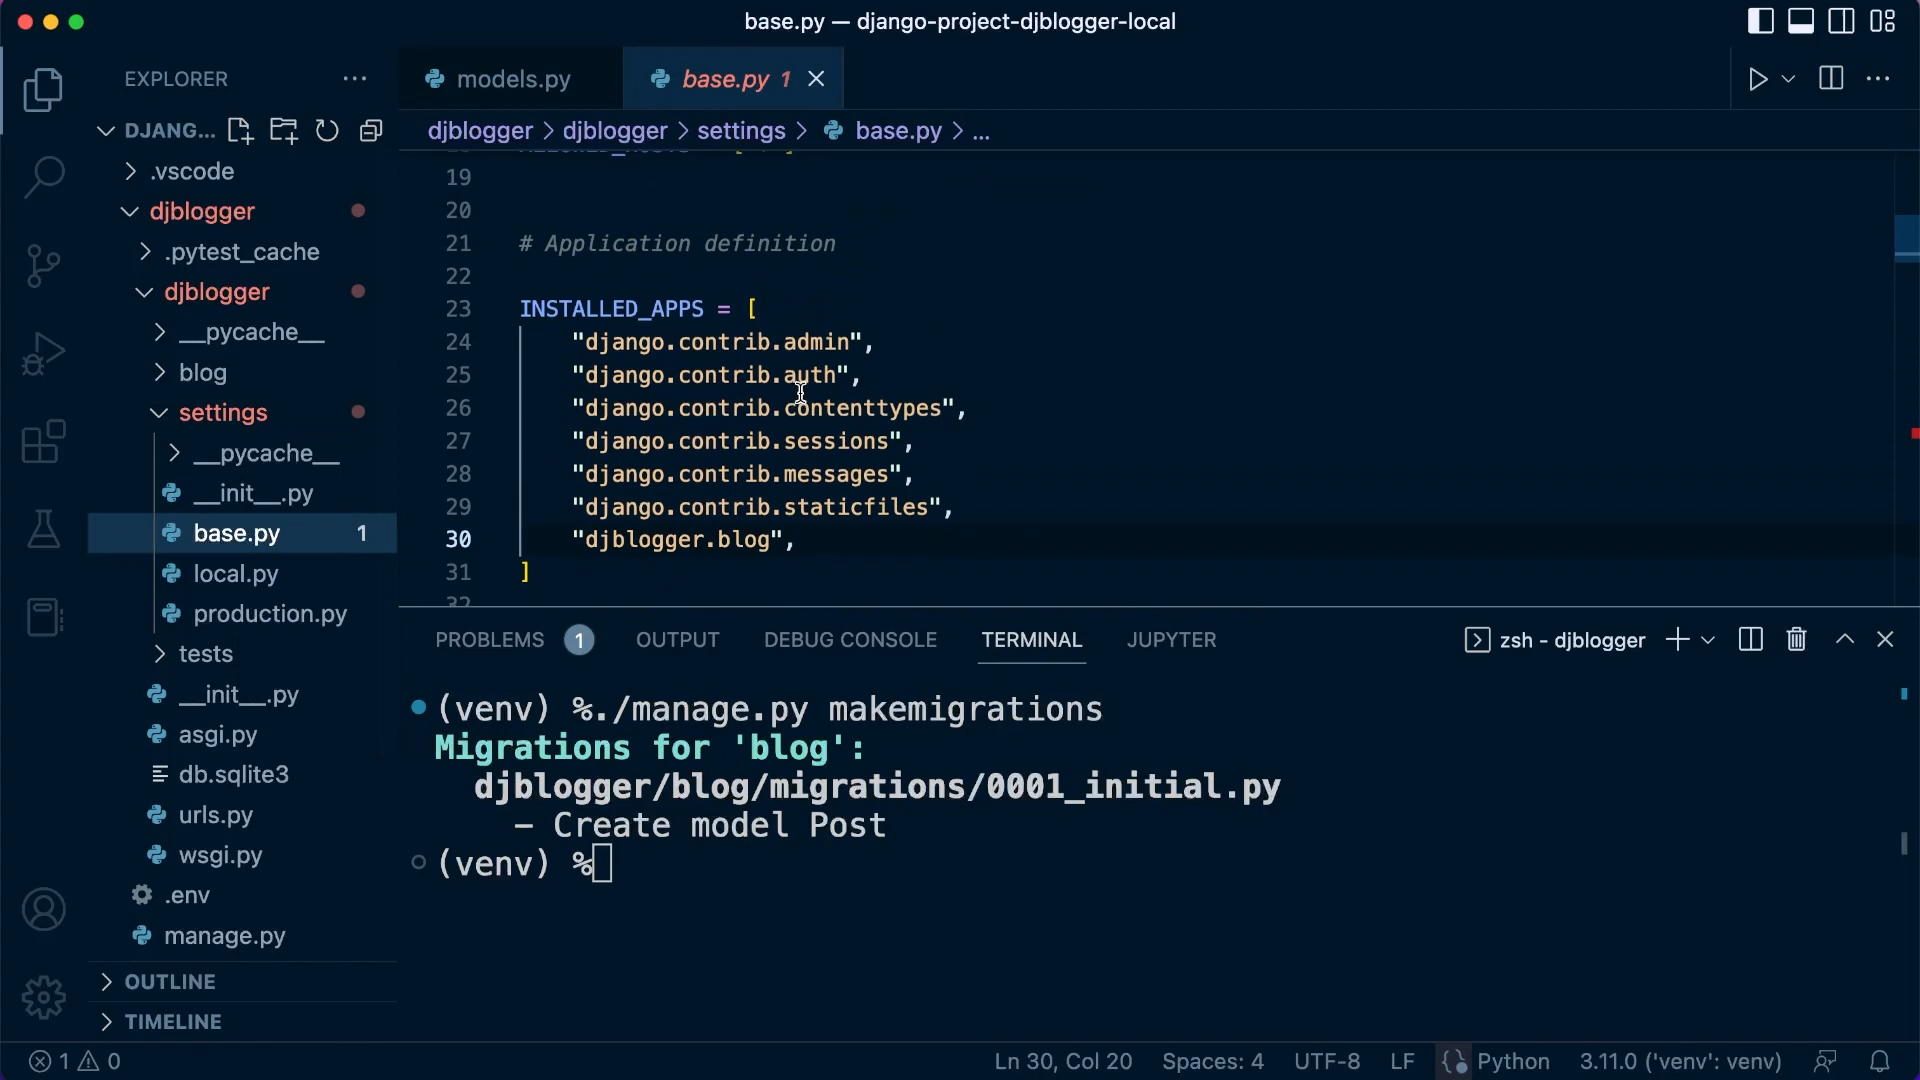 base.py — django-project-djblogger-local
EXPLORER
DJANG...
.vscode
djblogger
.pytest_cache
djblogger
__pycache__
blog
settings
__pycache__
__init__.py
base.py 1
local.py
production.py
tests
__init__.py
asgi.py
db.sqlite3
urls.py
wsgi.py
.env
manage.py
OUTLINE
TIMELINE
models.py
base.py 1
djblogger > djblogger > settings > base.py > ...
19
20
21 # Application definition
22
23 INSTALLED_APPS = [
24 "django.contrib.admin",
25 "django.contrib.auth",
26 "django.contrib.contenttypes",
27 "django.contrib.sessions",
28 "django.contrib.messages",
29 "django.contrib.staticfiles",
30 "djblogger.blog",
31 ]
32
PROBLEMS 1 OUTPUT DEBUG CONSOLE TERMINAL JUPYTER
zsh - djblogger
(venv) %./manage.py makemigrations
Migrations for 'blog':
djblogger/blog/migrations/0001_initial.py
- Create model Post
(venv) %
1 0
Ln 30, Col 20 Spaces: 4 UTF-8 LF Python 3.11.0 ('venv': venv)